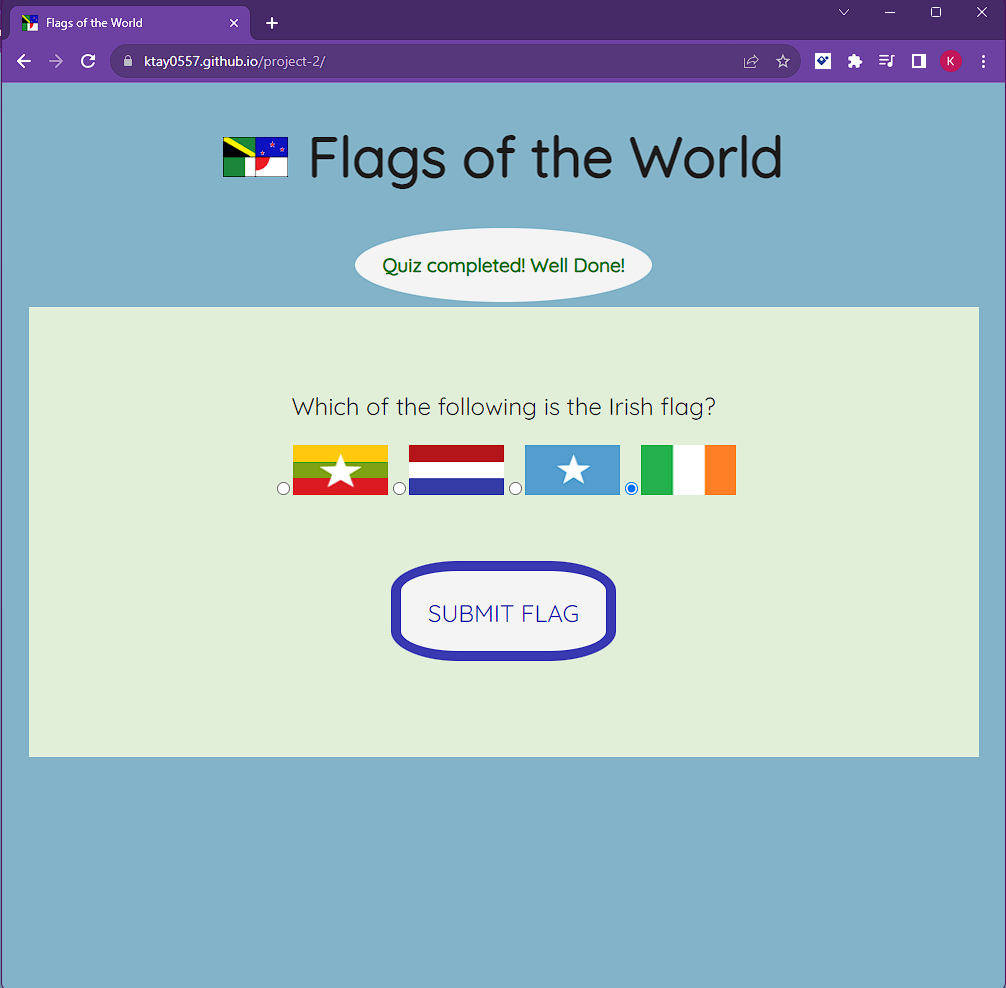 Flags of the World
ktay0557.github.io/project-2/
K
Flags of the World
Quiz completed! Well Done!
Which of the following is the Irish flag?
SUBMIT FLAG